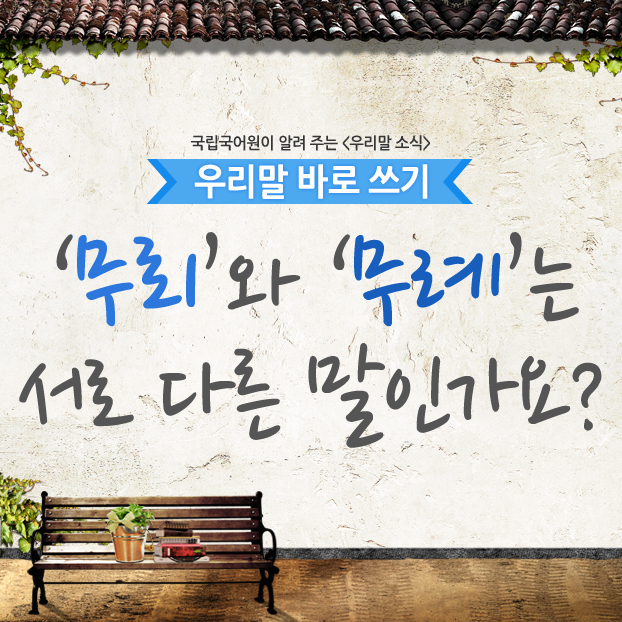 국립국어원이 알려 주는 <우리말 소식>
우리말 바로 쓰기
‘무뢰’와 ‘무례’는
서로 다른 말인가요?